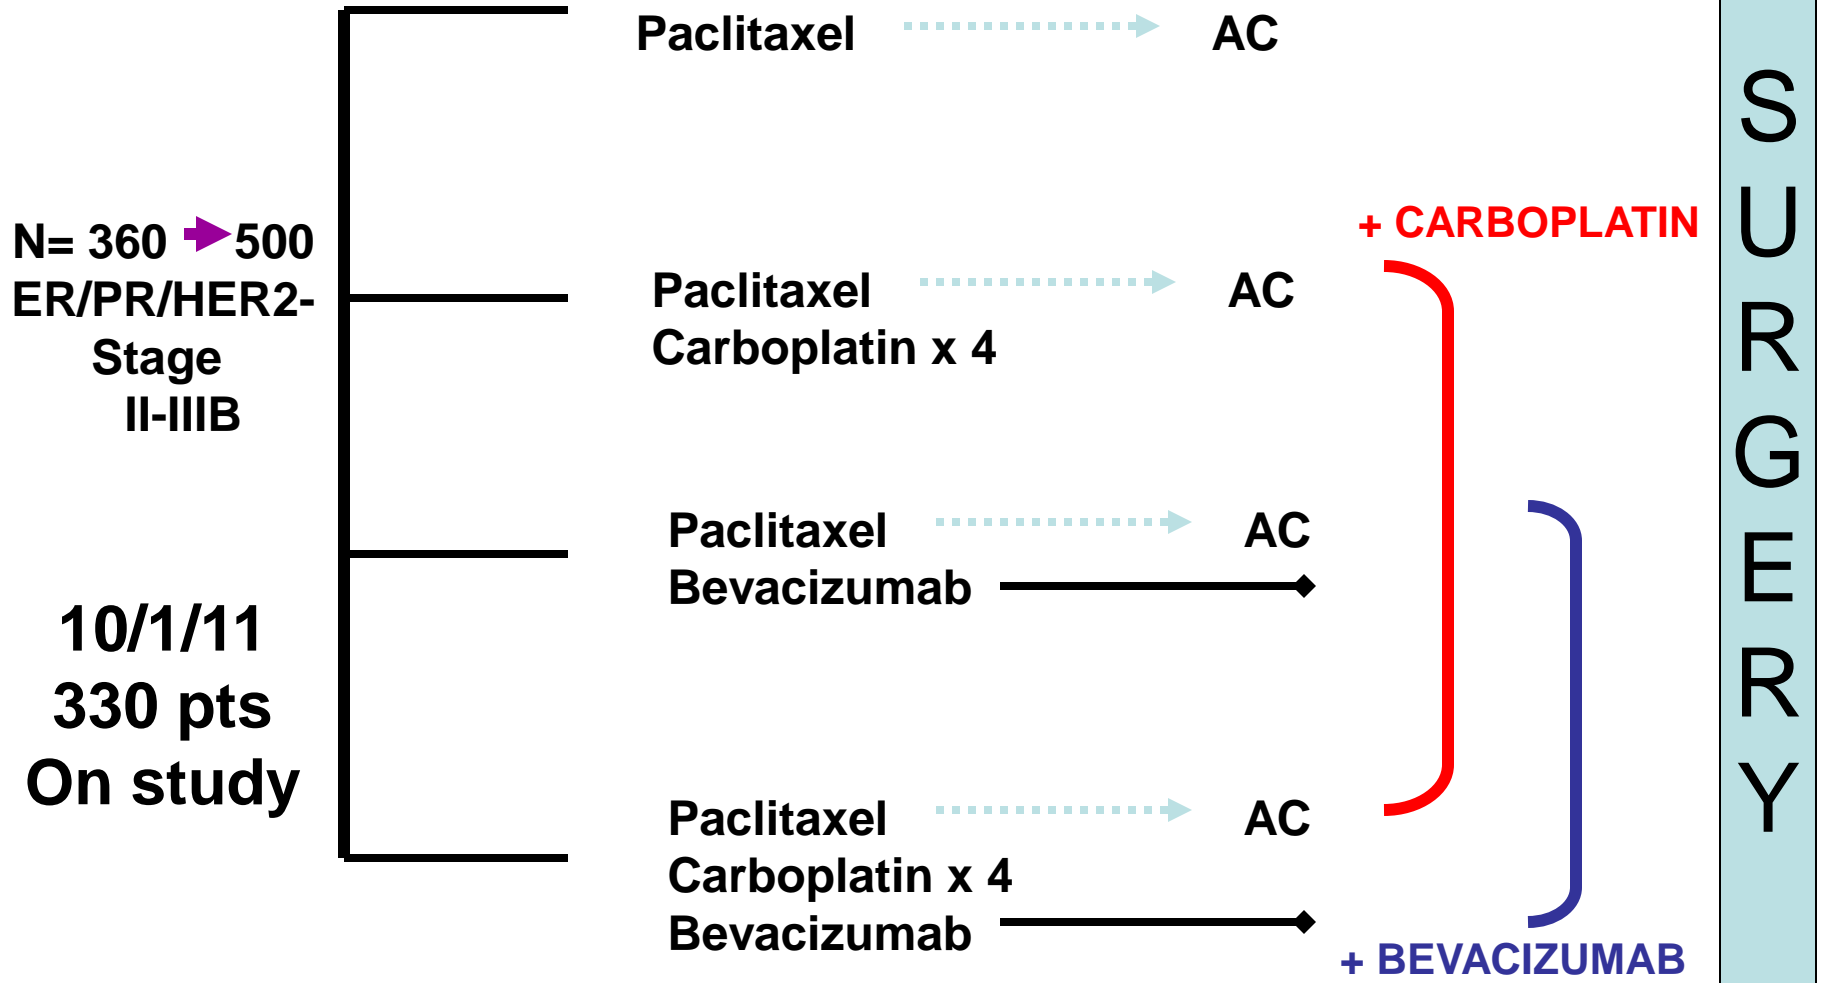 Paclitaxel AC
N= 360 500
ER/PR/HER2-
Stage
II-IIIB
10/1/11
330 pts
On study
Paclitaxel AC
Carboplatin x 4
Paclitaxel AC
Bevacizumab
Paclitaxel AC
Carboplatin x 4
Bevacizumab
+ CARBOPLATIN
+ BEVACIZUMAB
S
U
R
G
E
R
Y